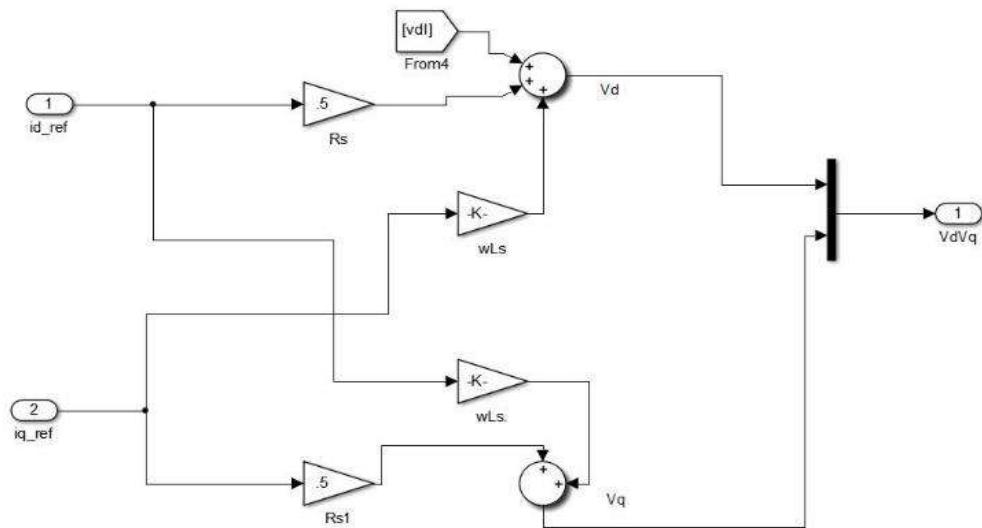 [vdl]
From4
+
+
+
Vd
1
id_ref
.5
Rs
-K-
wLs
1
VdVq
-K-
wLs.
2
iq_ref
.5
Rs1
+
+
Vq